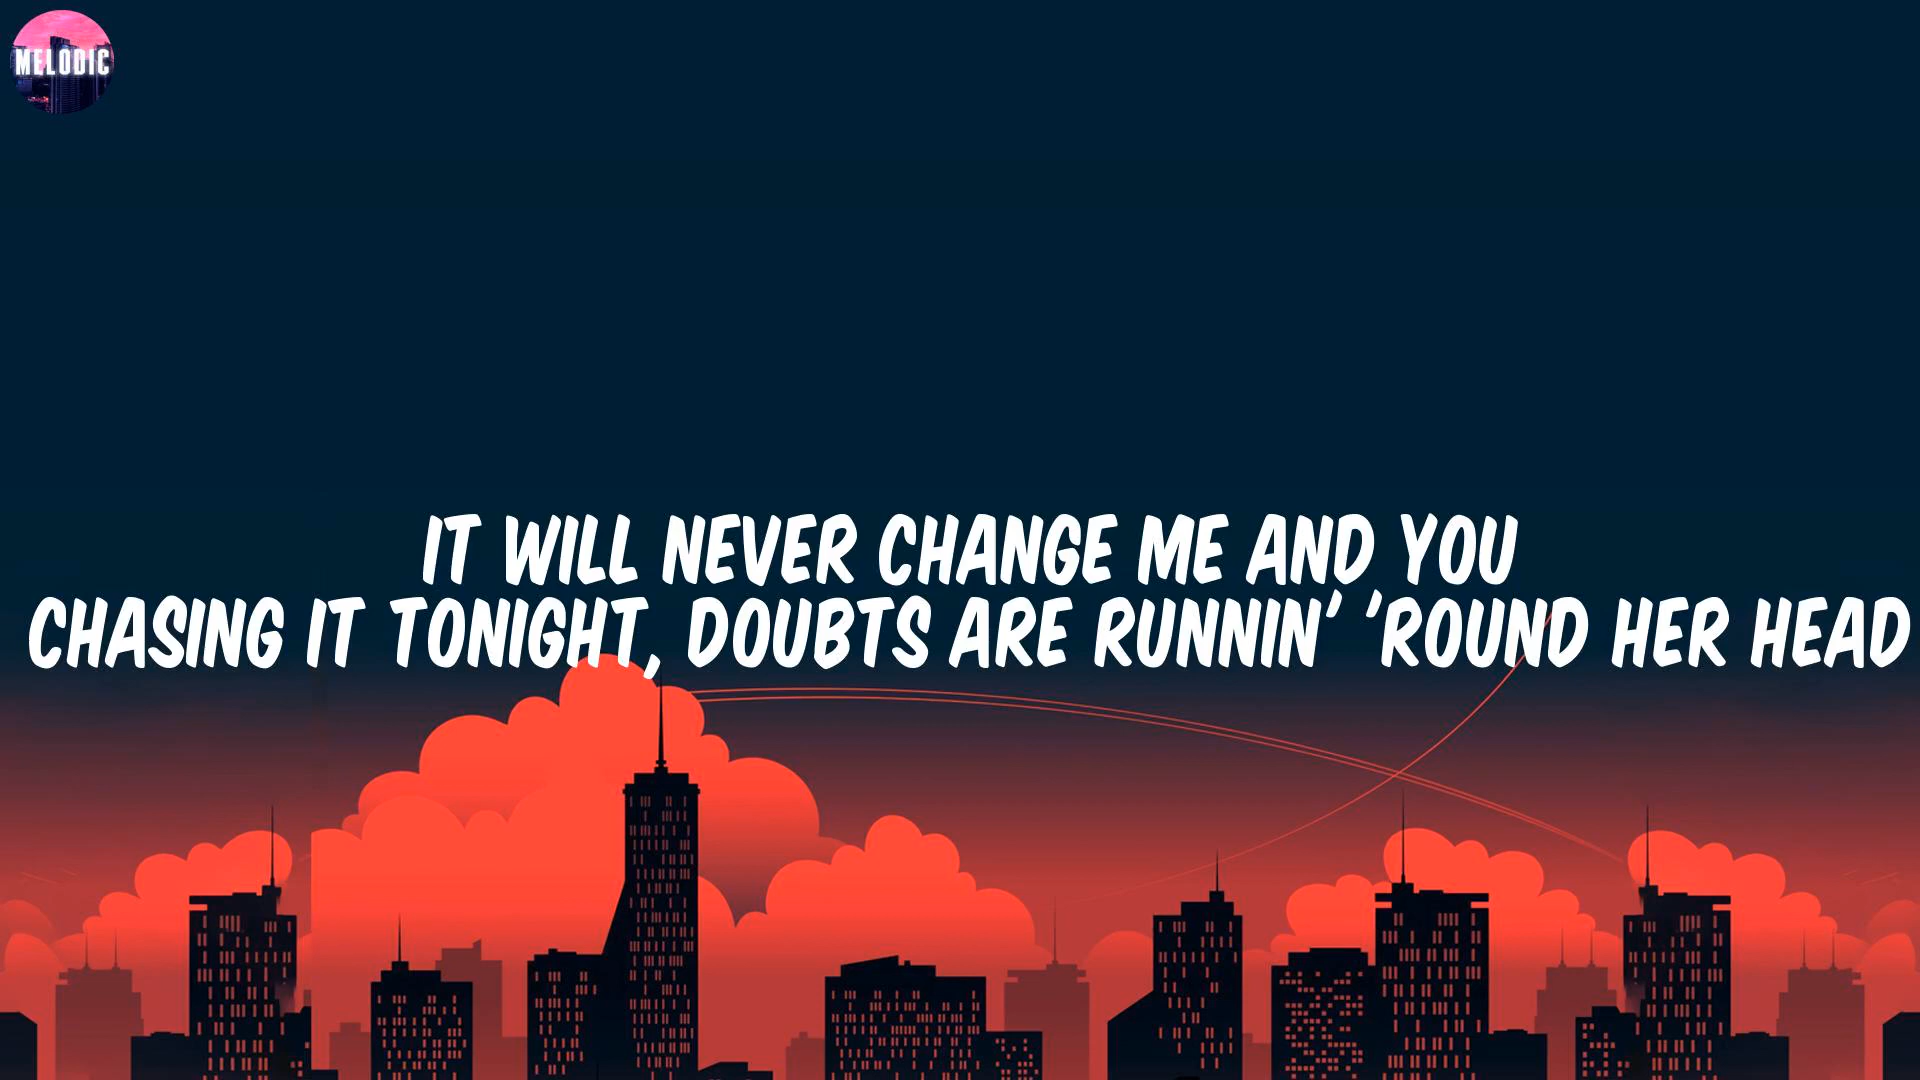 MELODIC
IT WILL NEVER CHANGE ME AND YOU
CHASING IT TONIGHT, DOUBTS ARE RUNNIN' 'ROUND HER HEAD